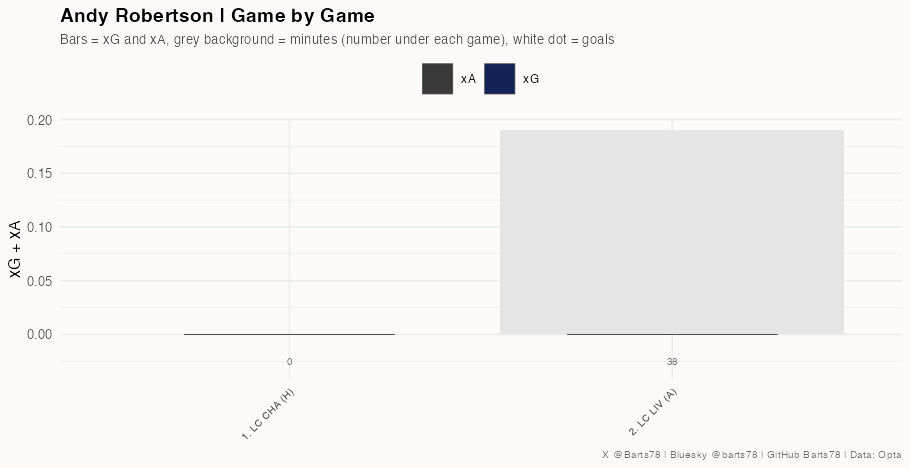 Andy Robertson | Game by Game
Bars = xG and xA, grey background = minutes (number under each game), white dot = goals
xA xG
xG + xA
0.20
0.15
0.10
0.05
0.00
0 38
1. LC CHA (H) 2. LC LIV (A)
X @Barts78 | Bluesky @barts78 | GitHub Barts78 | Data: Opta